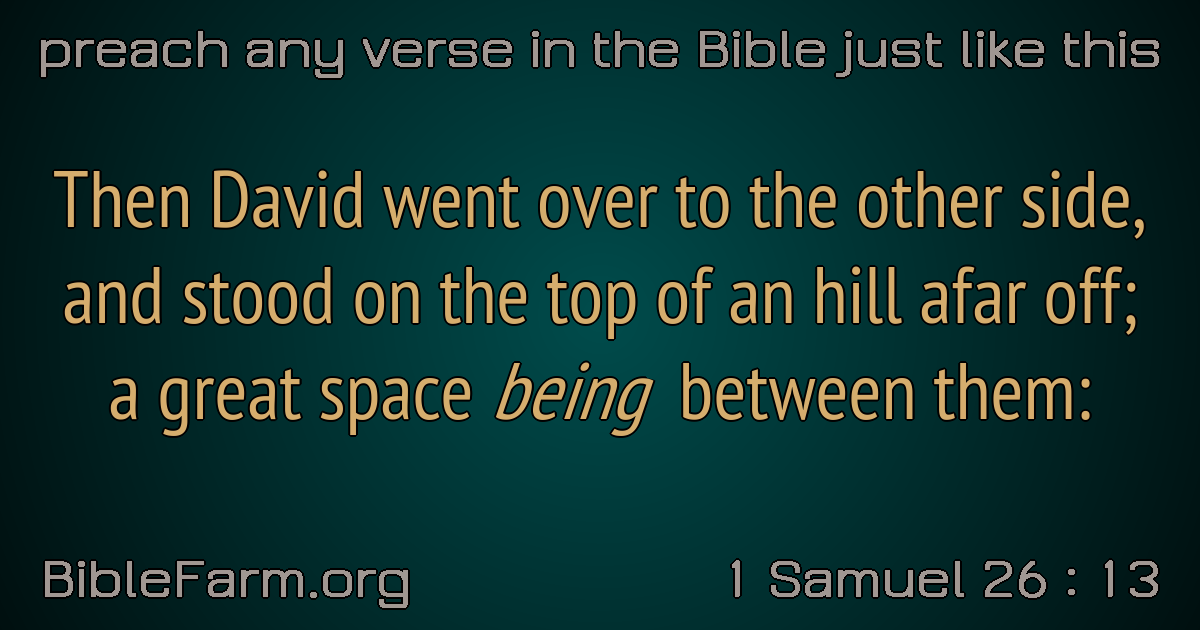 preach any verse in the Bible just like this
Then David went over to the other side,
and stood on the top of an hill afar off;
a great space being between them:
BibleFarm.org
1 Samuel 26 : 13